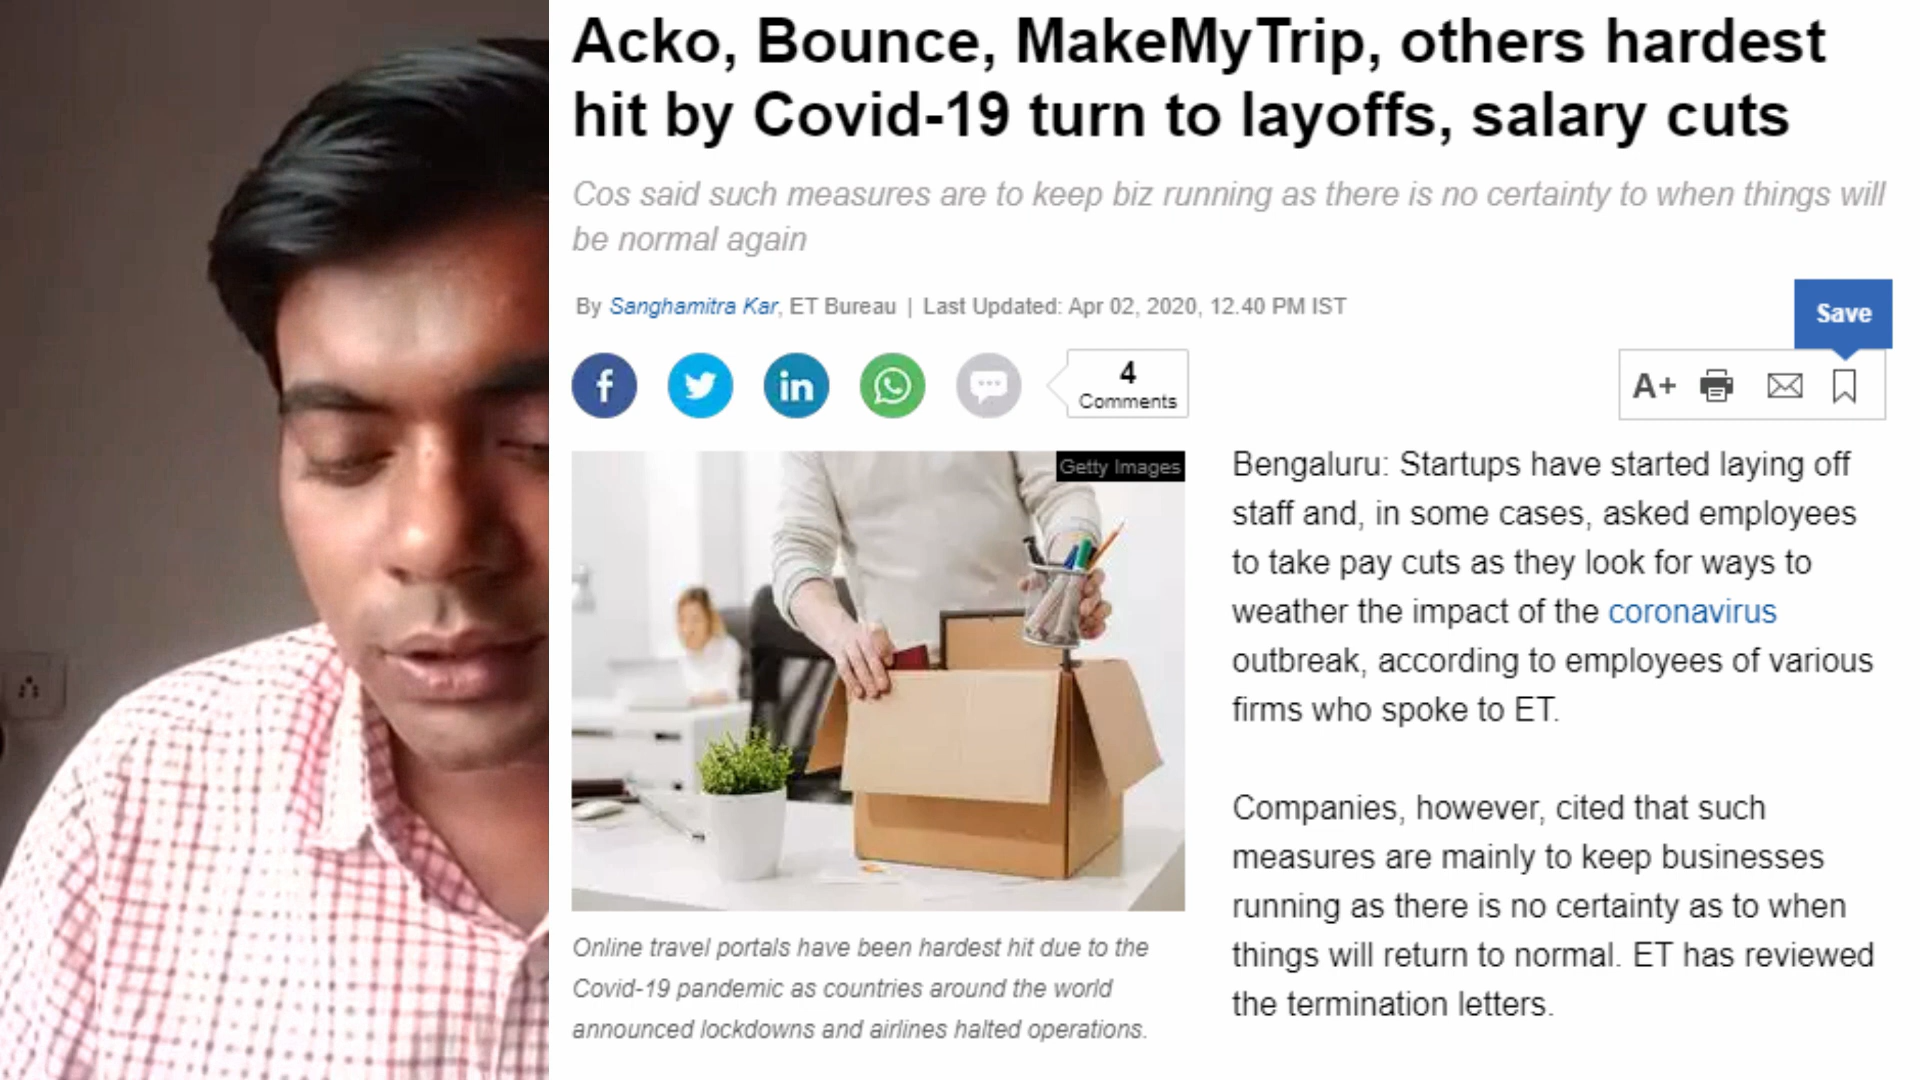 Acko, Bounce, MakeMyTrip, others hardest
hit by Covid-19 turn to layoffs, salary cuts
Cos said such measures are to keep biz running as there is no certainty to when things will
be normal again
By Sanghamitra Kar, ET Bureau | Last Updated: Apr 02, 2020, 12.40 PM IST
Save
f
in
4
Comments
A+
Getty Images
Bengaluru: Startups have started laying off
staff and, in some cases, asked employees
to take pay cuts as they look for ways to
weather the impact of the coronavirus
outbreak, according to employees of various
firms who spoke to ET.
Companies, however, cited that such
measures are mainly to keep businesses
running as there is no certainty as to when
things will return to normal. ET has reviewed
the termination letters.
Online travel portals have been hardest hit due to the
Covid-19 pandemic as countries around the world
announced lockdowns and airlines halted operations.